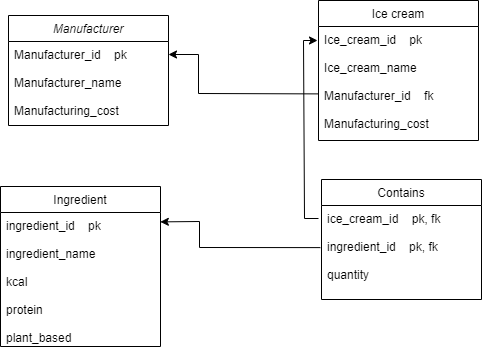 Manufacturer
Manufacturer_id pk
Manufacturer_name
Manufacturing_cost
Ice cream
Ice_cream_id pk
Ice_cream_name
Manufacturer_id fk
Manufacturing_cost
Ingredient
ingredient_id pk
ingredient_name
kcal
protein
plant_based
Contains
ice_cream_id pk, fk
ingredient_id pk, fk
quantity